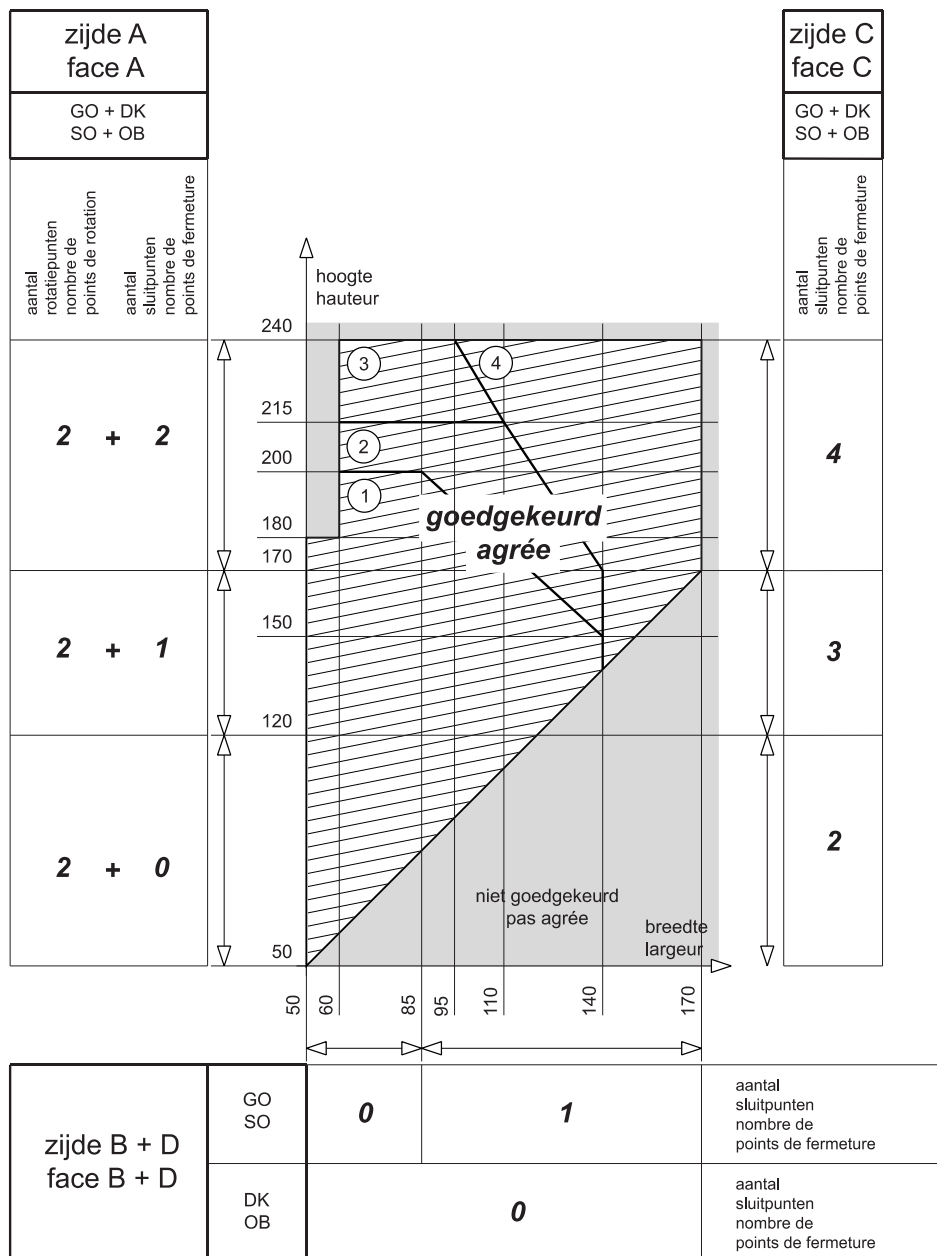 zijde A
face A
GO + DK
SO + OB
aantal
rotatiepunten
nombre de
points de rotation
aantal
sluitpunten
nombre de
points de fermeture
zijde C
face C
GO + DK
SO + OB
aantal
sluitpunten
nombre de
points de fermeture
hoogte
hauteur
240
215
200
180
170
150
120
50
2 + 2
2 + 1
2 + 0
4
3
2
3
4
2
1
goedgekeurd
agrée
niet goedgekeurd
pas agrée
breedte
largeur
50
60
85
95
110
140
170
zijde B + D
face B + D
GO
SO
0
1
aantal
sluitpunten
nombre de
points de fermeture
DK
OB
0
aantal
sluitpunten
nombre de
points de fermeture